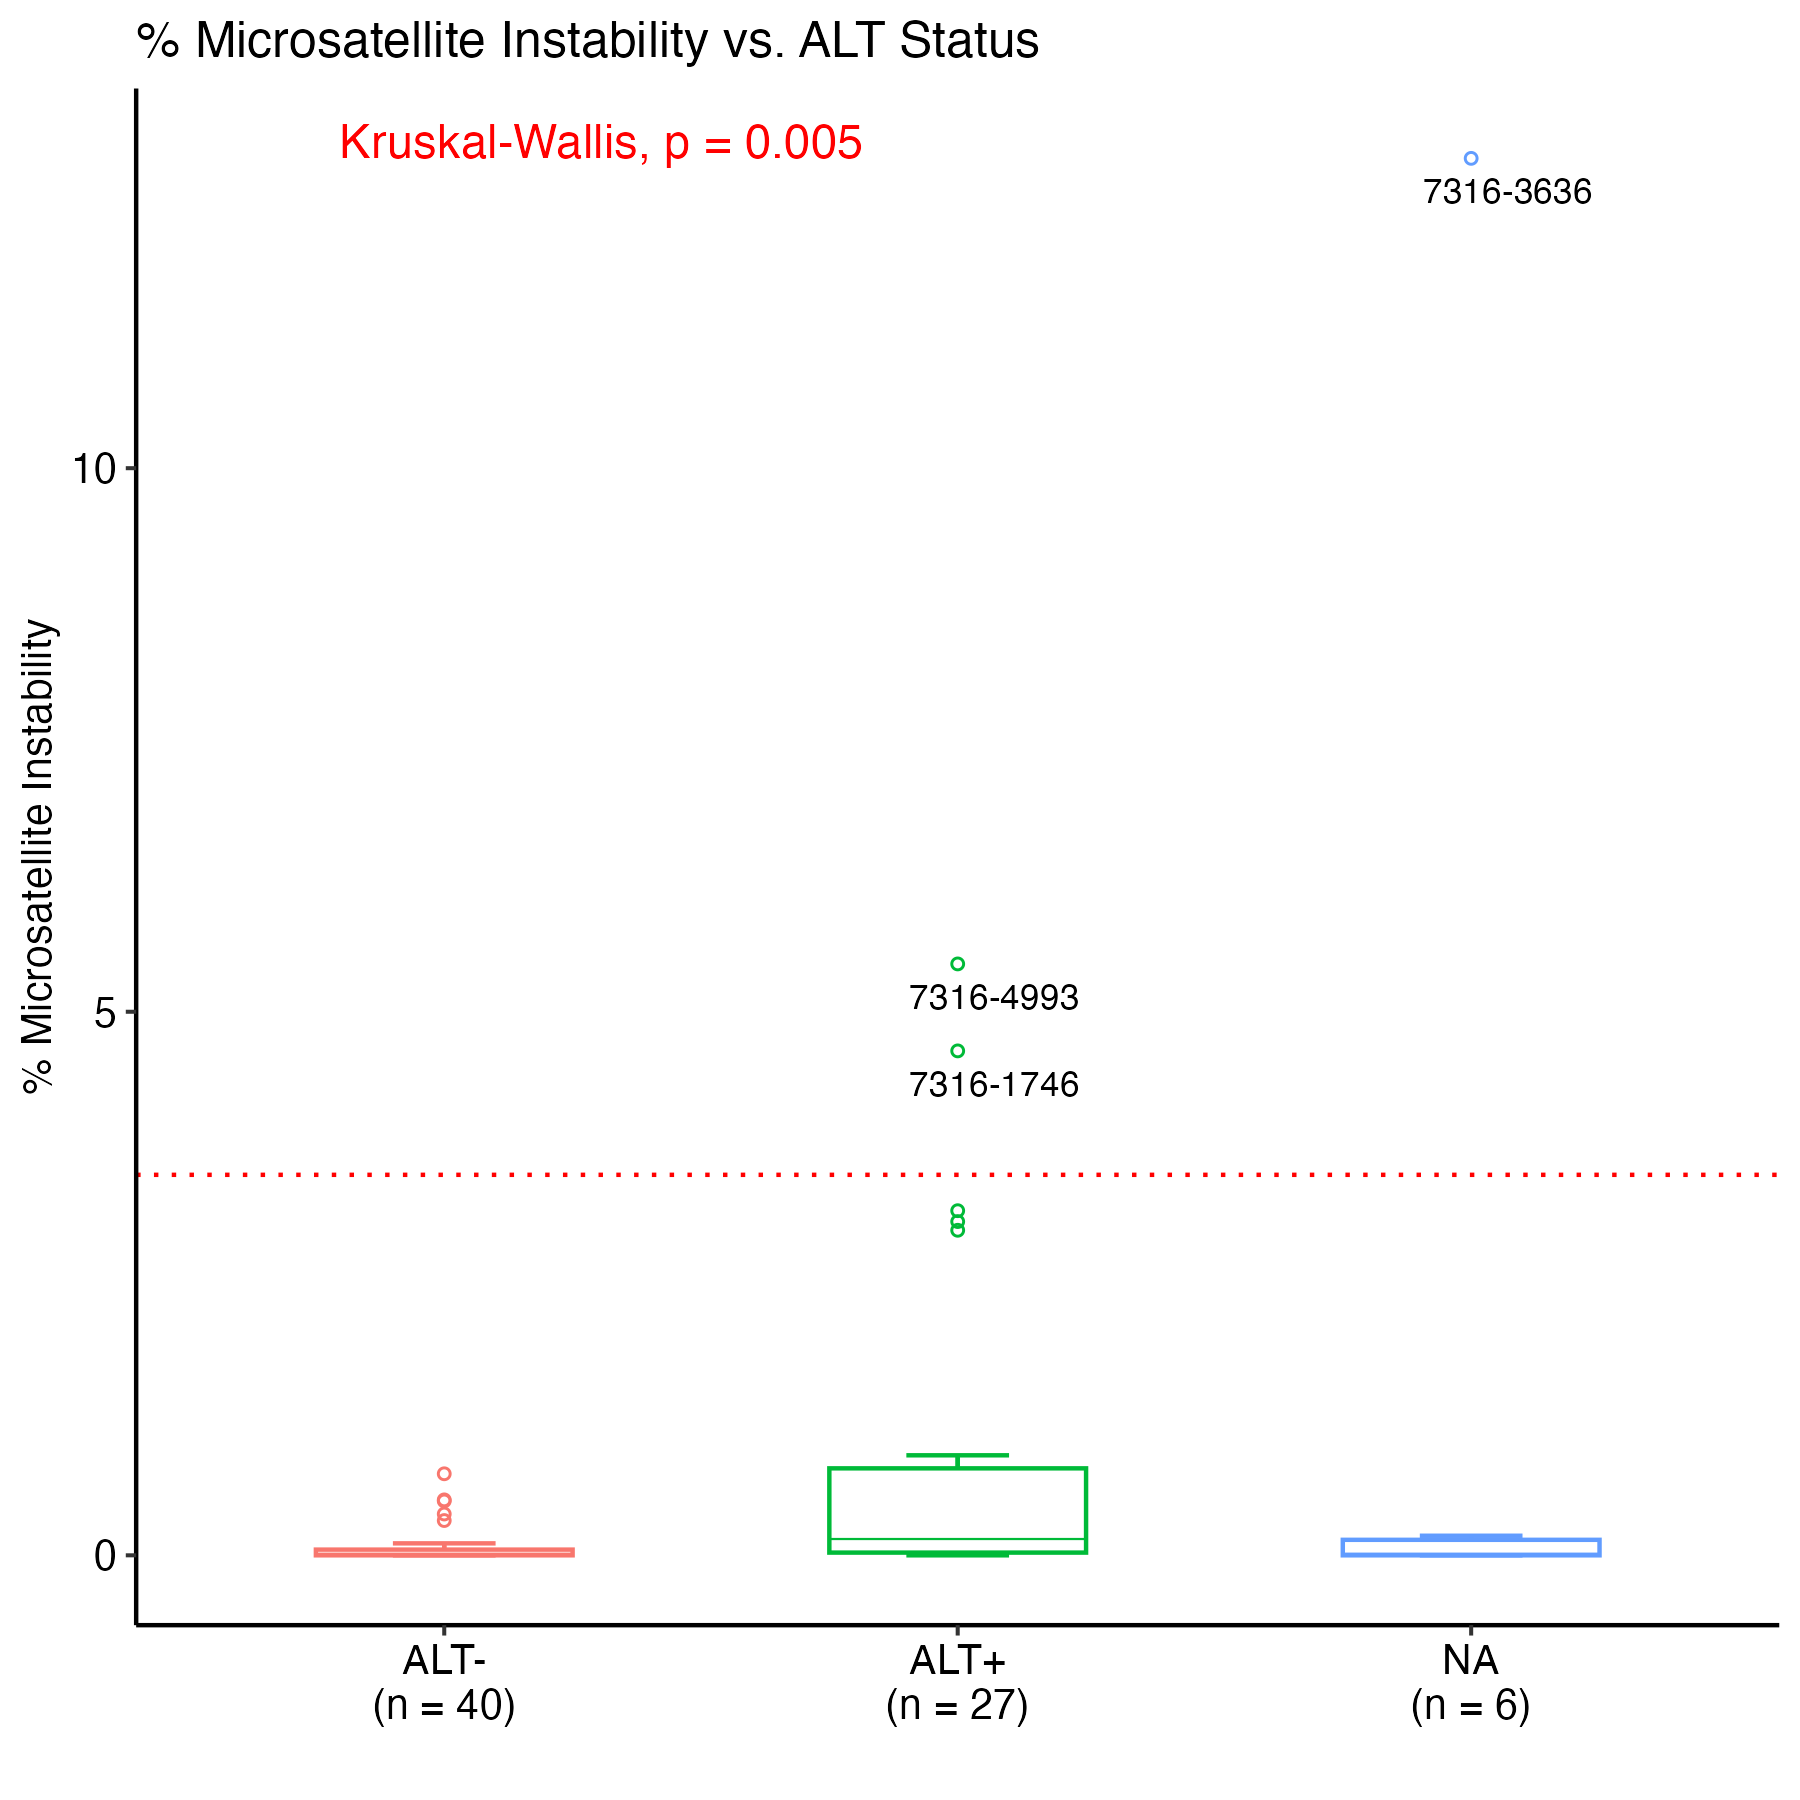 % Microsatellite Instability vs. ALT Status
Kruskal-Wallis, p = 0.005
7316-3636
10
% Microsatellite Instability
7316-4993
5
7316-1746
0
ALT-
(n = 40)
ALT+
(n = 27)
NA
(n = 6)